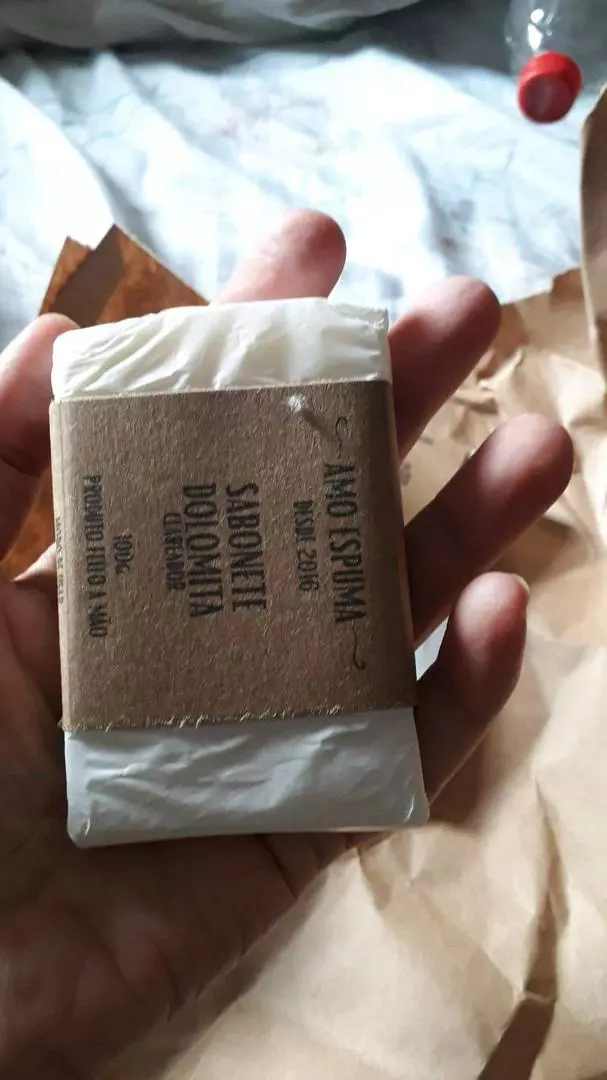 AMO ESPUMA
DESDE 2016
SABONETE
DOLOMITA
CLAREADOR
100G
PRODUTO FEITO A MÃO